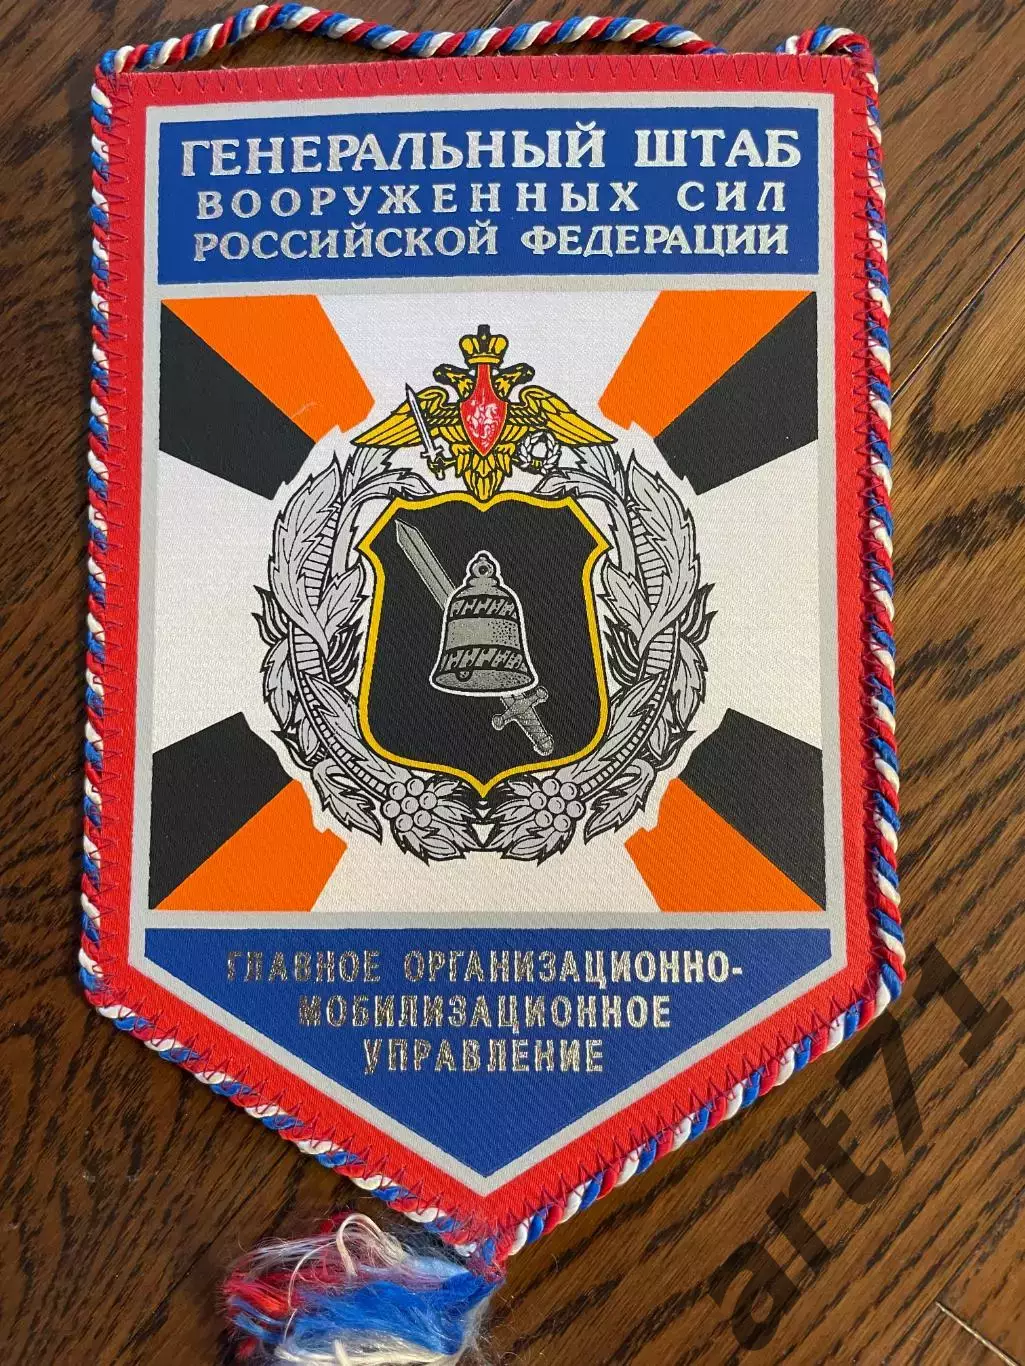 ГЕНЕРАЛЬНЫЙ ШТАБ
ВООРУЖЕННЫХ СИЛ
РОССИЙСКОЙ ФЕДЕРАЦИИ
ГЛАВНОЕ ОРГАНИЗАЦИОННО-
МОБИЛИЗАЦИОННОЕ
УПРАВЛЕНИЕ
art71